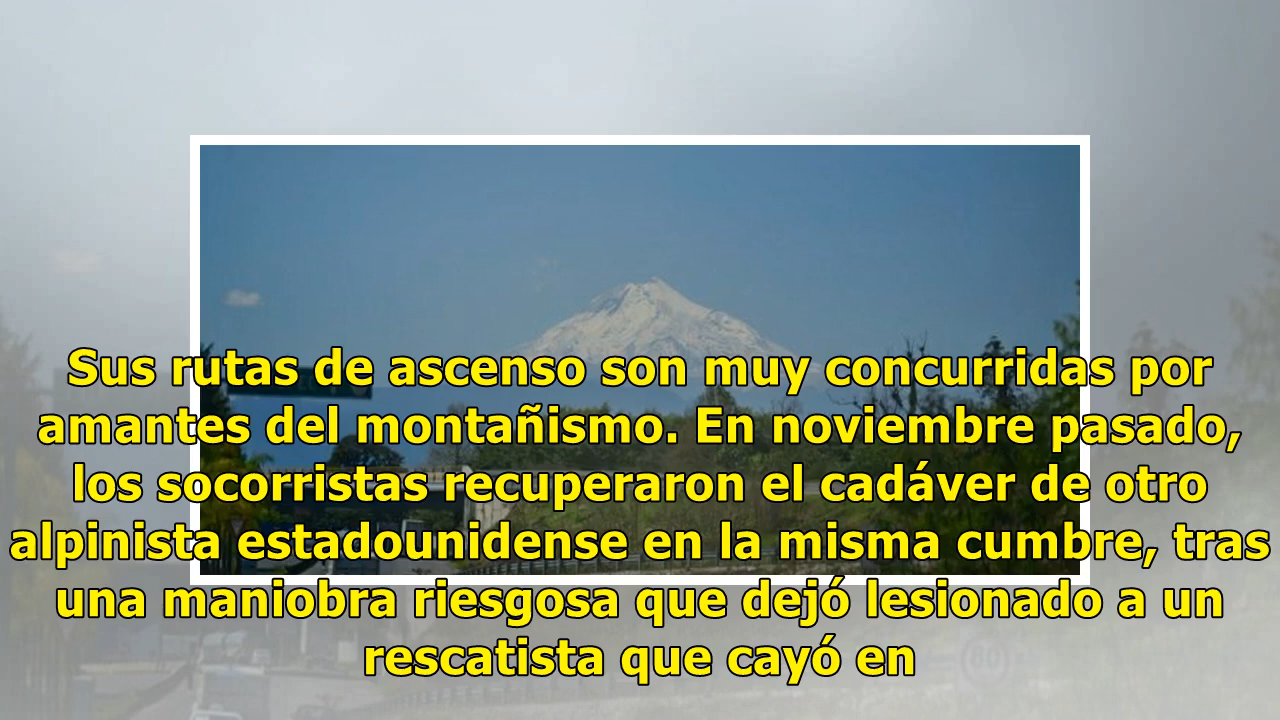 Sus rutas de ascenso son muy concurridas por
amantes del montañismo. En noviembre pasado,
los socorristas recuperaron el cadáver de otro
alpinista estadounidense en la misma cumbre, tras
una maniobra riesgosa que dejó lesionado a un
rescatista que cayó en